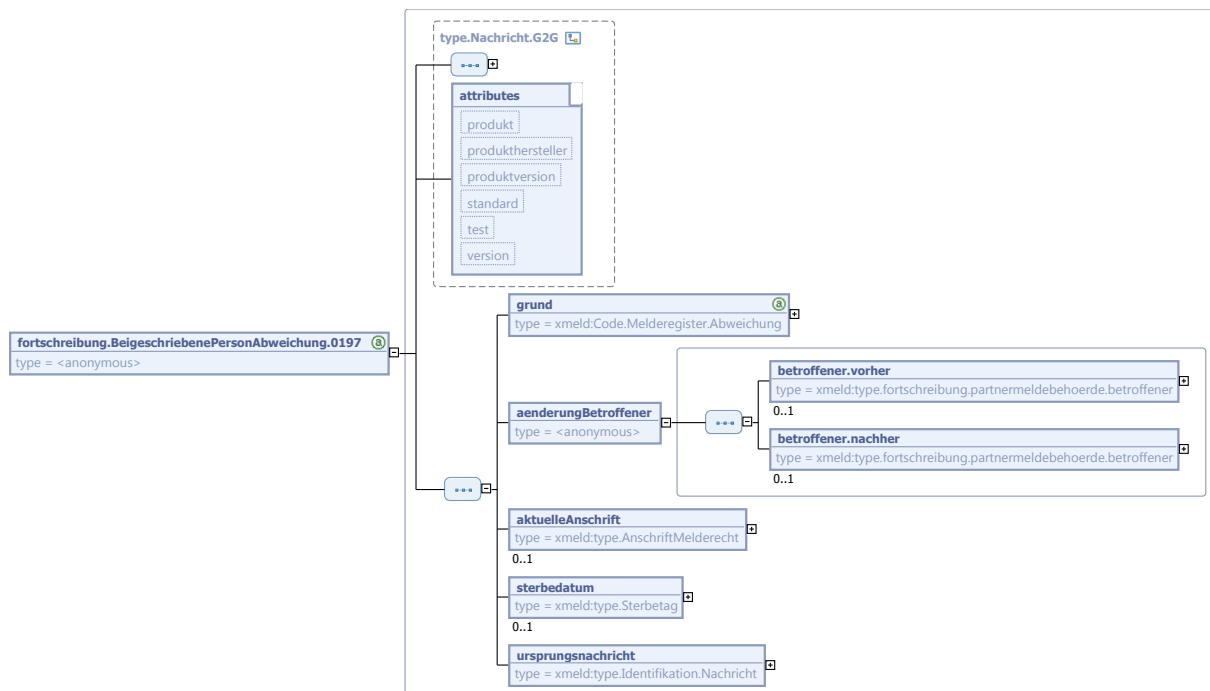 type.Nachricht.G2G
attributes
produkt
produkthersteller
produktversion
standard
test
version
grund
type = xmeld:Code.Melderegister.Abweichung
fortschreibung.BeigeschriebenePersonAbweichung.0197
type = <anonymous>
betroffener.vorher
type = xmeld:type.fortschreibung.partnermeldebehoerde.betroffener
0..1
aenderungBetroffener
type = <anonymous>
betroffener.nachher
type = xmeld:type.fortschreibung.partnermeldebehoerde.betroffener
0..1
aktuelleAnschrift
type = xmeld:type.AnschriftMelderecht
0..1
sterbedatum
type = xmeld:type.Sterbetag
0..1
ursprungsnachricht
type = xmeld:type.Identifikation.Nachricht